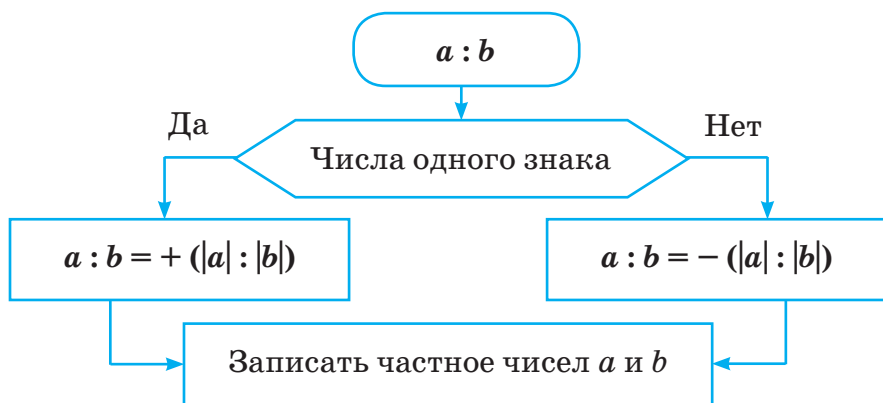 a : b
Да
Нет
Числа одного знака
a : b = + (|a| : |b|)
a : b = − (|a| : |b|)
Записать частное чисел a и b